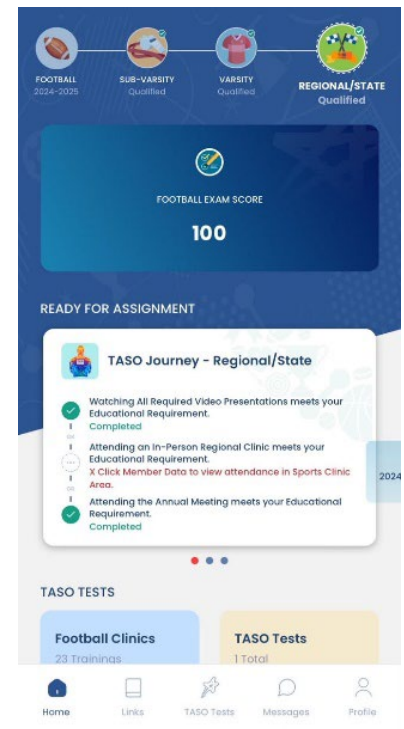 FOOTBALL
2024-2025
SUB-VARSITY
Qualified
VARSITY
Qualified
REGIONAL/STATE
Qualified
FOOTBALL EXAM SCORE
100
READY FOR ASSIGNMENT
TASO Journey - Regional/State
Watching All Required Video Presentations meets your
Educational Requirement.
Completed
OR
Attending an In-Person Regional Clinic meets your
Educational Requirement.
X Click Member Data to view attendance in Sports Clinic
Area.
OR
Attending the Annual Meeting meets your Educational
Requirement.
Completed
2024
TASO TESTS
Football Clinics
23 Trainings
TASO Tests
1 Total
Home
Links
TASO Tests
Messages
Profile